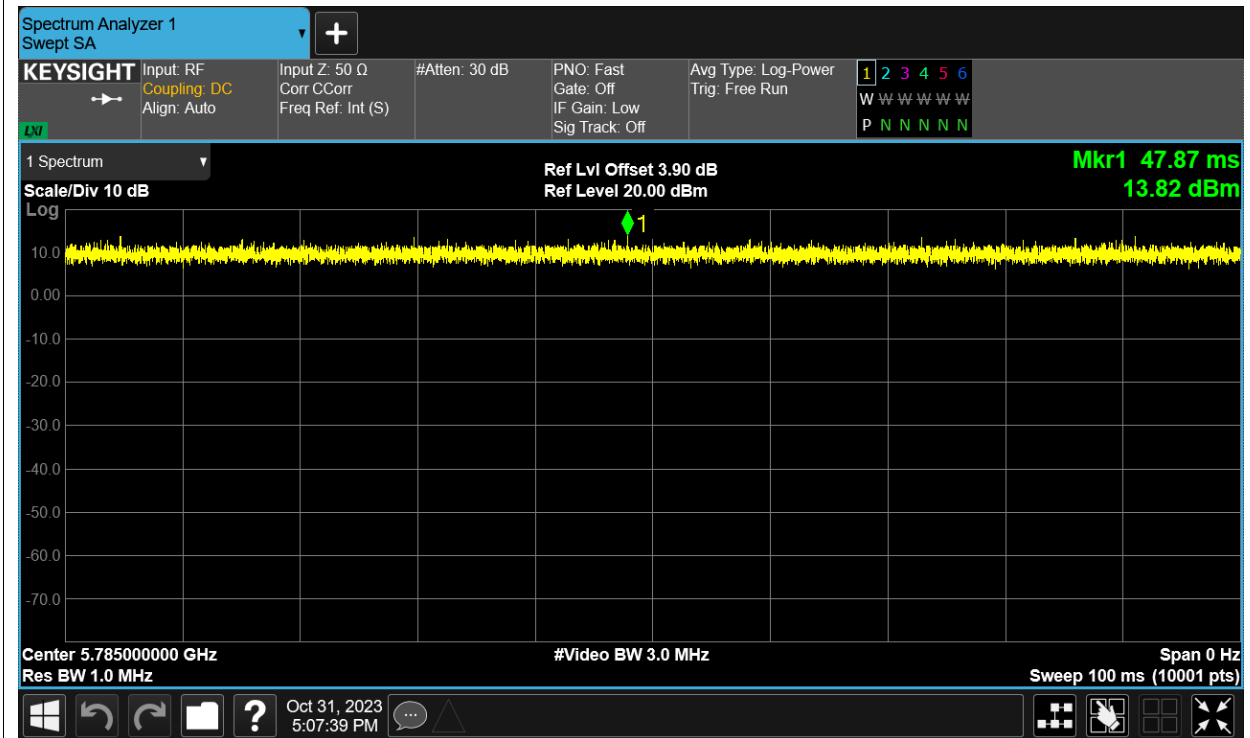 Spectrum Analyzer 1
Swept SA
KEYSIGHT
LXI
Input: RF
Coupling: DC
Align: Auto
Input Z: 50 Ω
Corr CCorr
Freq Ref: Int (S)
#Atten: 30 dB
PNO: Fast
Gate: Off
IF Gain: Low
Sig Track: Off
Avg Type: Log-Power
Trig: Free Run
1 2 3 4 5 6
W W W W W W
P N N N N N
1 Spectrum
Scale/Div 10 dB
Log
Ref Lvl Offset 3.90 dB
Ref Level 20.00 dBm
Mkr1 47.87 ms
13.82 dBm
1
10.0
0.00
-10.0
-20.0
-30.0
-40.0
-50.0
-60.0
-70.0
Center 5.785000000 GHz
Res BW 1.0 MHz
#Video BW 3.0 MHz
Span 0 Hz
Sweep 100 ms (10001 pts)
?
Oct 31, 2023
5:07:39 PM